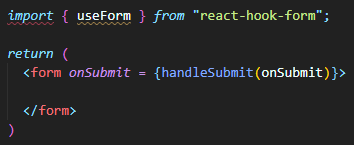 import { useForm } from "react-hook-form";
return (
<form onSubmit = {handleSubmit(onSubmit)}>
</form>
)